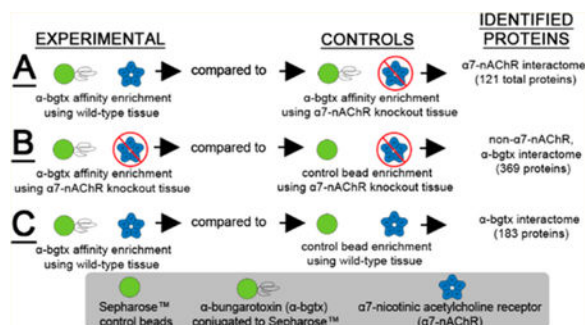 EXPERIMENTAL
CONTROLS
IDENTIFIED
PROTEINS
A
compared to
α7-nAChR interactome
(121 total proteins)
α-bgtx affinity enrichment
using wild-type tissue
α-bgtx affinity enrichment
using α7-nAChR knockout tissue
B
compared to
non-α7-nAChR,
α-bgtx interactome
(369 proteins)
α-bgtx affinity enrichment
using α7-nAChR knockout tissue
control bead enrichment
using α7-nAChR knockout tissue
C
compared to
α-bgtx interactome
(183 proteins)
α-bgtx affinity enrichment
using wild-type tissue
control bead enrichment
using wild-type tissue
Sepharose™
control beads
α-bungarotoxin (α-bgtx)
conjugated to Sepharose™
α7-nicotinic acetylcholine receptor
(α7-nAChR)